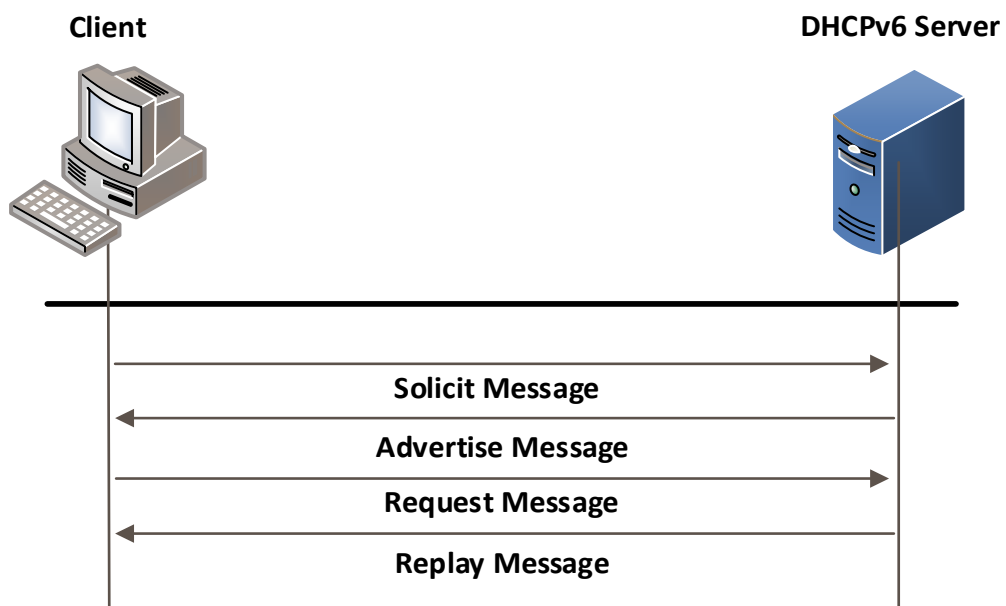 Client
DHCPv6 Server
Solicit Message
Advertise Message
Request Message
Replay Message